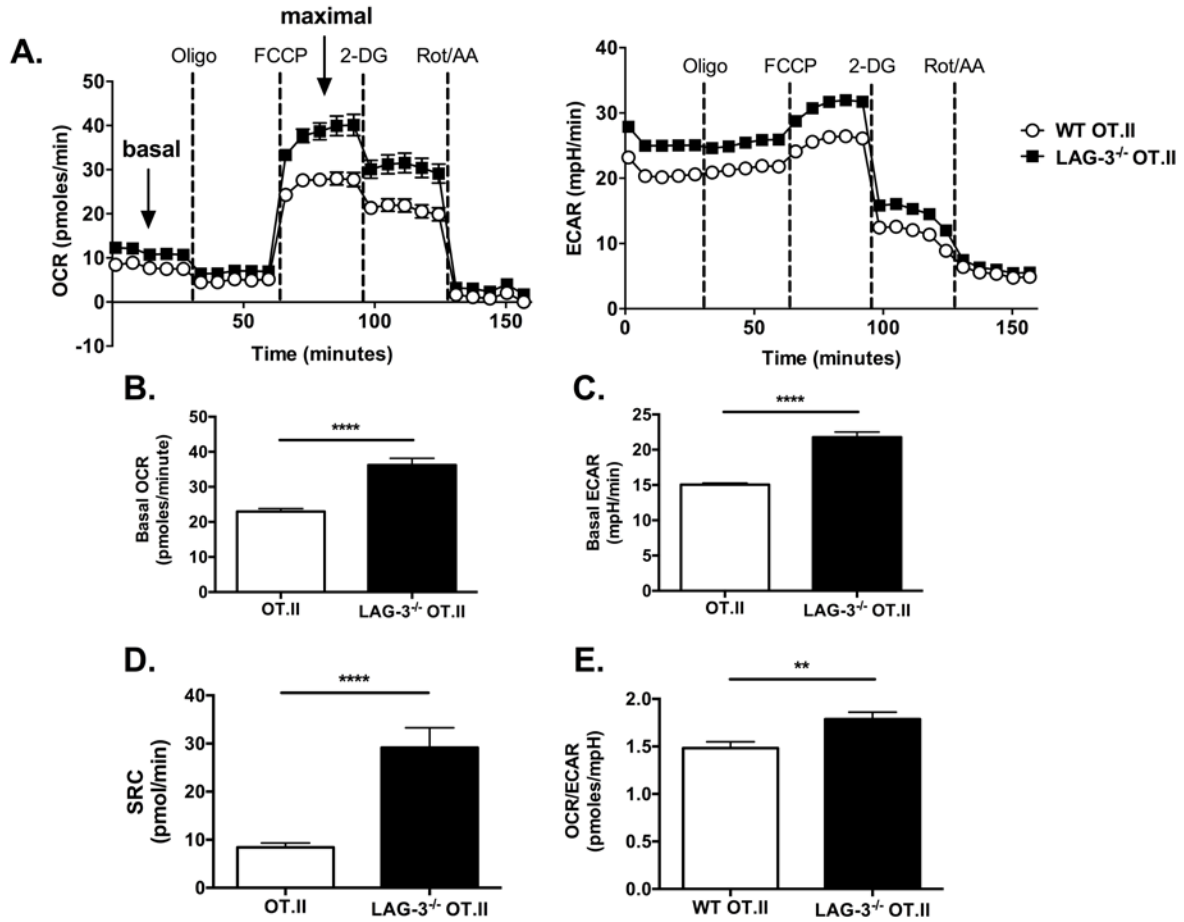 A.
maximal
Oligo FCCP 2-DG Rot/AA
basal
OCR (pmoles/min)
50
40
30
20
10
0
-10
50 100 150
Time (minutes)
Oligo FCCP 2-DG Rot/AA
ECAR (mpH/min)
40
30
20
10
0
0 50 100 150
Time (minutes)
WT OT.II
LAG-3-/- OT.II
B.
****
Basal OCR
(pmoles/minute)
50
40
30
20
10
0
OT.II LAG-3-/- OT.II
C.
****
Basal ECAR
(mpH/min)
25
20
15
10
5
0
OT.II LAG-3-/- OT.II
D.
****
SRC
(pmol/min)
40
30
20
10
0
OT.II LAG-3-/- OT.II
E.
**
OCR/ECAR
(pmoles/mpH)
2.0
1.5
1.0
0.5
0.0
WT OT.II LAG-3-/- OT.II